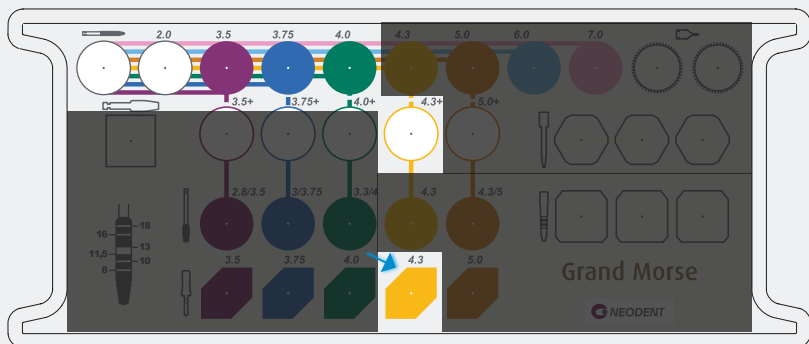 2.0 3.5 3.75 4.0 4.3 5.0 6.0 7.0
3.5+ 3.75+ 4.0+ 4.3+ 5.0+
2.8/3.5 3/3.75 3.3/4 4.3 4.3/5
18
16
13
11,5
10
8
3.5 3.75 4.0 4.3 5.0
Grand Morse
NEODENT